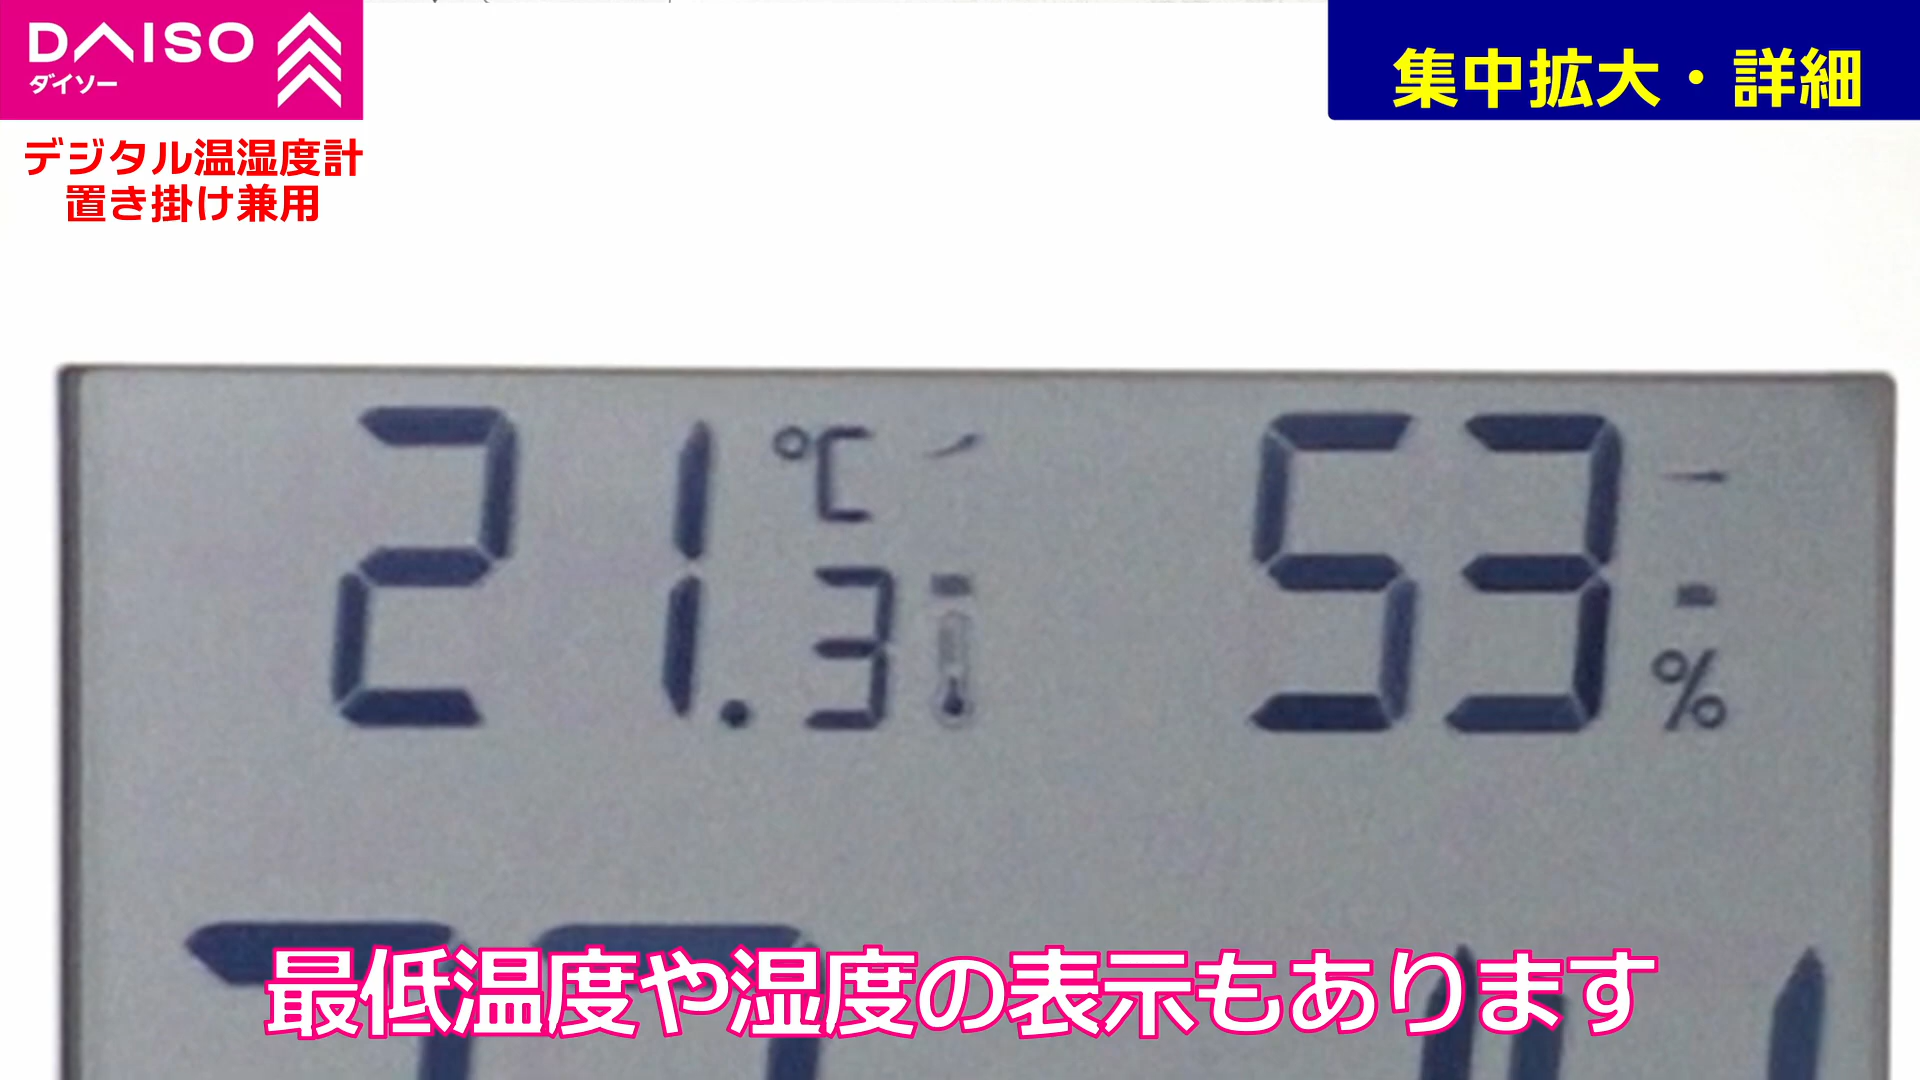 DAISO
ダイソー
集中拡大・詳細
デジタル温湿度計
置き掛け兼用
21.3℃
53%
最低温度や湿度の表示もあります